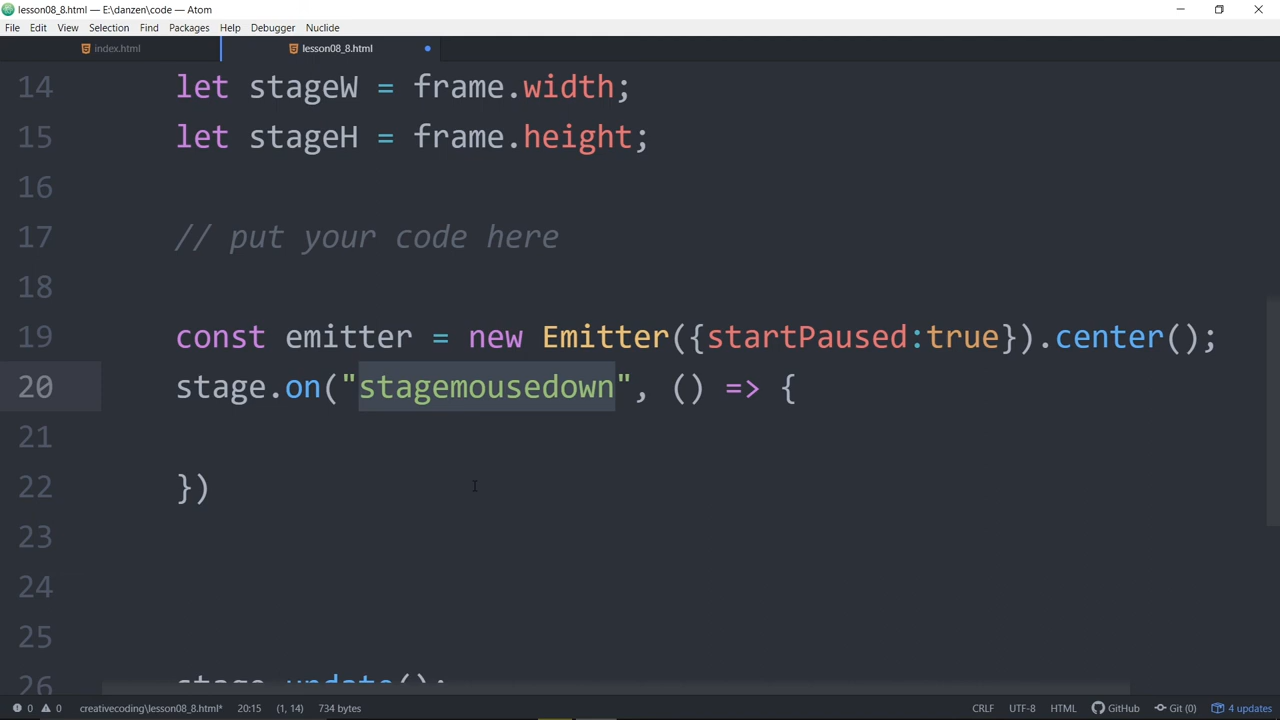 lesson08_8.html — E:\danzen\code — Atom
File Edit View Selection Find Packages Help Debugger Nuclide
index.html lesson08_8.html
14 let stageW = frame.width;
15 let stageH = frame.height;
16
17 // put your code here
18
19 const emitter = new Emitter({startPaused:true}).center();
20 stage.on("stagemousedown", () => {
21
22 })
23
24
25
26 stage.update();
0 0 creativecoding\lesson08_8.html* 20:15 (1, 14) 734 bytes CRLF UTF-8 HTML GitHub Git (0) 4 updates